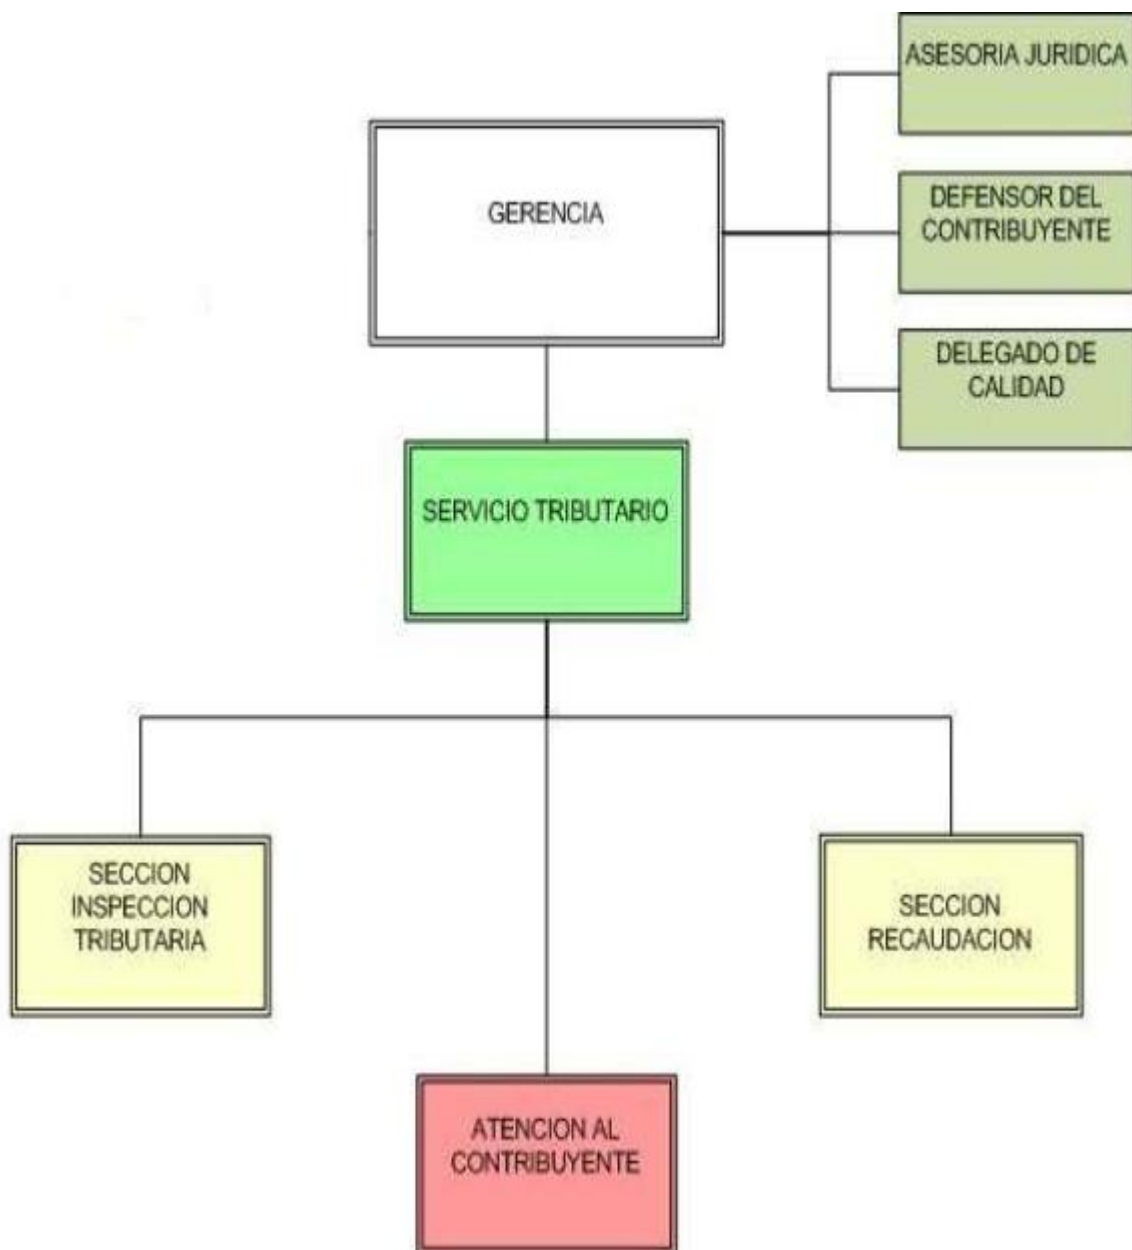 ASESORIA JURIDICA
GERENCIA
DEFENSOR DEL
CONTRIBUYENTE
DELEGADO DE
CALIDAD
SERVICIO TRIBUTARIO
SECCION
INSPECCION
TRIBUTARIA
SECCION
RECAUDACION
ATENCION AL
CONTRIBUYENTE